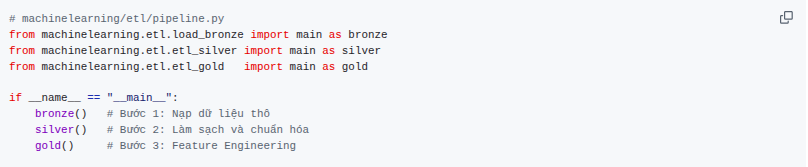 # machinelearning/etl/pipeline.py
from machinelearning.etl.load_bronze import main as bronze
from machinelearning.etl.etl_silver import main as silver
from machinelearning.etl.etl_gold   import main as gold

if __name__ == "__main__":
    bronze()   # Bước 1: Nạp dữ liệu thô
    silver()   # Bước 2: Làm sạch và chuẩn hóa
    gold()     # Bước 3: Feature Engineering